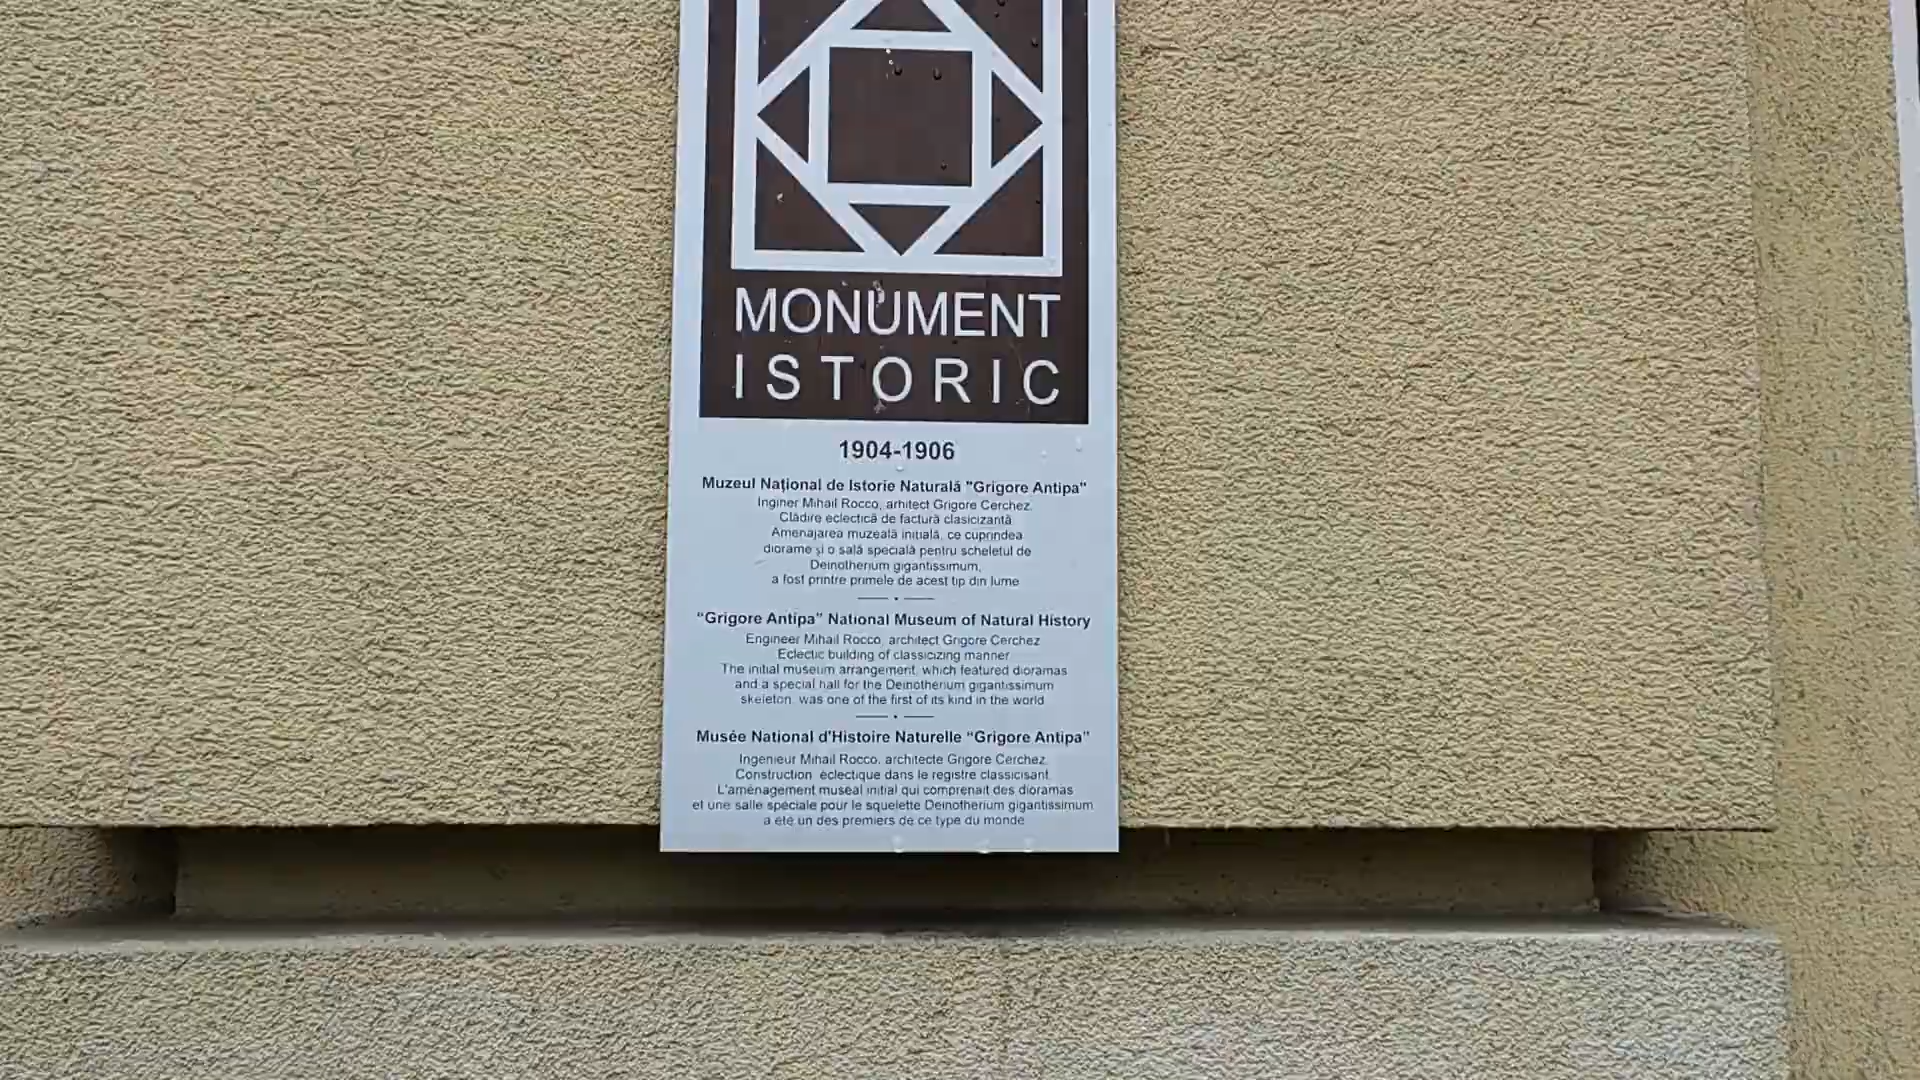 MONUMENT
ISTORIC
1904-1906
Muzeul Național de Istorie Naturală "Grigore Antipa"
Inginer Mihail Rocco, arhitect Grigore Cerchez.
Clădire eclectică de factură clasicizantă
Amenajarea muzeală inițială, ce cuprindea
diorame și o sală specială pentru scheletul de
Deinotherium gigantissimum,
a fost printre primele de acest tip din lume
“Grigore Antipa” National Museum of Natural History
Engineer Mihail Rocco, architect Grigore Cerchez
Eclectic building of classicizing manner
The initial museum arrangement, which featured dioramas
and a special hall for the Deinotherium gigantissimum
skeleton, was one of the first of its kind in the world
Musée National d'Histoire Naturelle “Grigore Antipa”
Ingenieur Mihail Rocco, architecte Grigore Cerchez.
Construction éclectique dans le registre classicisant.
L'aménagement muséal initial qui comprenait des dioramas
et une salle spéciale pour le squelette Deinotherium gigantissimum
a été un des premiers de ce type du monde